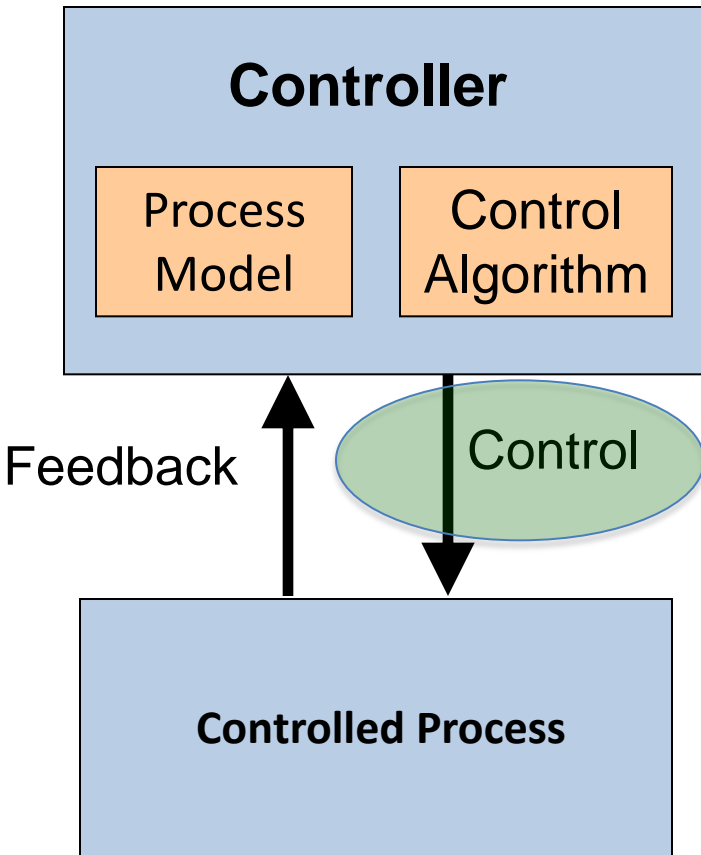 Controller
Process
Model
Control
Algorithm
Feedback
Control
Controlled Process